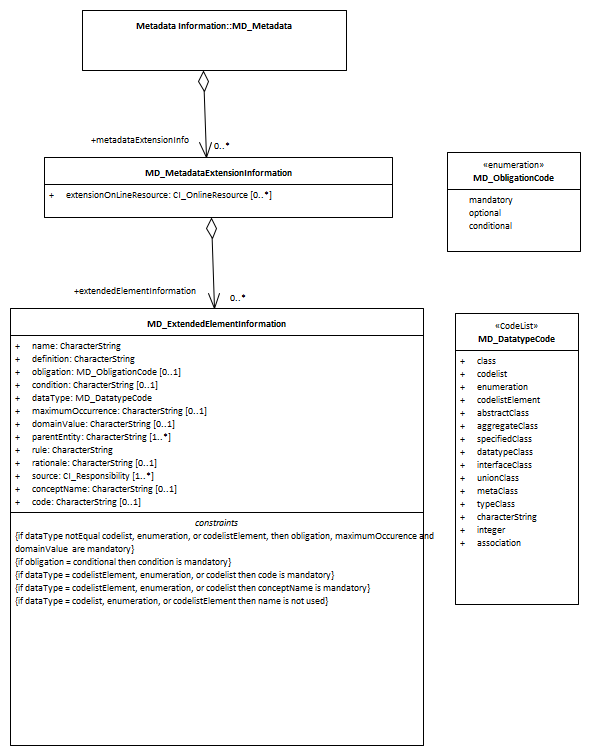 Metadata Information::MD_Metadata
+metadataExtensionInfo
0..*
MD_MetadataExtensionInformation
+ extensionOnLineResource: CI_OnlineResource [0..*]
«enumeration»
MD_ObligationCode
mandatory
optional
conditional
+extendedElementInformation
0..*
MD_ExtendedElementInformation
+ name: CharacterString
+ definition: CharacterString
+ obligation: MD_ObligationCode [0..1]
+ condition: CharacterString [0..1]
+ dataType: MD_DatatypeCode
+ maximumOccurrence: CharacterString [0..1]
+ domainValue: CharacterString [0..1]
+ parentEntity: CharacterString [1..*]
+ rule: CharacterString
+ rationale: CharacterString [0..1]
+ source: CI_Responsibility [1..*]
+ conceptName: CharacterString [0..1]
+ code: CharacterString [0..1]
constraints
{if dataType notEqual codelist, enumeration, or codelistElement, then obligation, maximumOccurence and
domainValue are mandatory}
{if obligation = conditional then condition is mandatory}
{if dataType = codelistElement, enumeration, or codelist then code is mandatory}
{if dataType = codelistElement, enumeration, or codelist then conceptName is mandatory}
{if dataType = codelist, enumeration, or codelistElement then name is not used}
«CodeList»
MD_DatatypeCode
+ class
+ codelist
+ enumeration
+ codelistElement
+ abstractClass
+ aggregateClass
+ specifiedClass
+ datatypeClass
+ interfaceClass
+ unionClass
+ metaClass
+ typeClass
+ characterString
+ integer
+ association